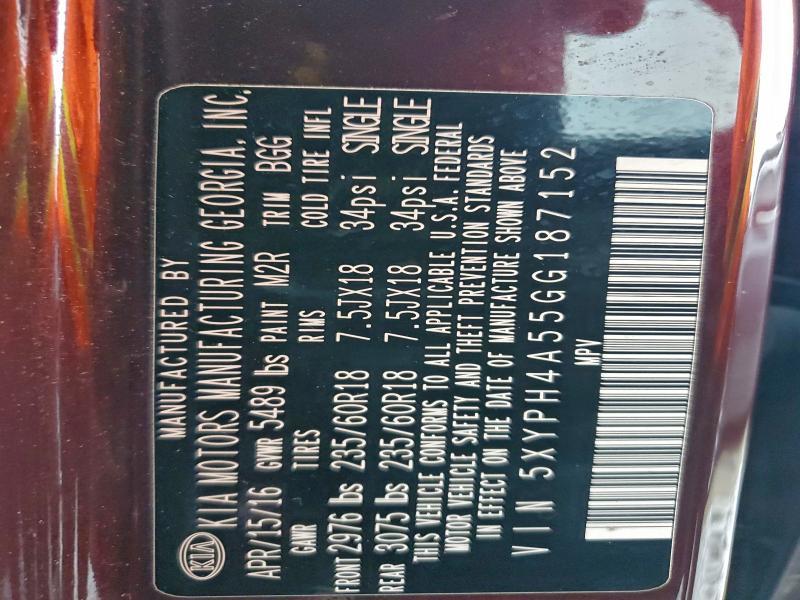 MANUFACTURED BY
KIA KIA MOTORS MANUFACTURING GEORGIA, INC.
APR/15/16 GWWR 5489 lbs PAINT M2R TRIM BGG
GAWR TIRES RIMS COLD TIRE INFL
FRONT 2976 lbs 235/60R18 7.5JX18 34psi SINGLE
REAR 3075 lbs 235/60R18 7.5JX18 34psi SINGLE
THIS VEHICLE CONFORMS TO ALL APPLICABLE U.S.A. FEDERAL
MOTOR VEHICLE SAFETY AND THEFT PREVENTION STANDARDS
IN EFFECT ON THE DATE OF MANUFACTURE SHOWN ABOVE
VIN 5XYPH4A55GG187152
MPV